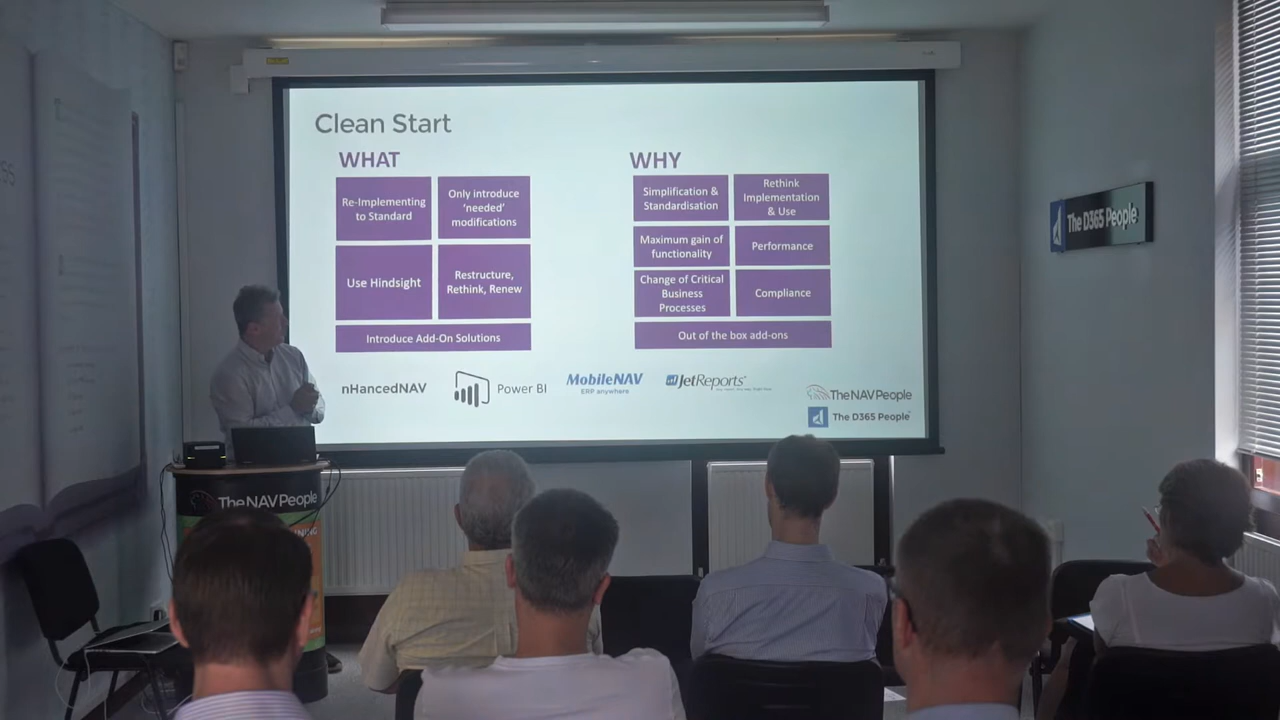 Clean Start
WHAT
Re-Implementing
to Standard
Only introduce
'needed'
modifications
Use Hindsight
Restructure,
Rethink, Renew
Introduce Add-On Solutions
WHY
Simplification &
Standardisation
Rethink
Implementation
& Use
Maximum gain of
functionality
Performance
Change of Critical
Business
Processes
Compliance
Out of the box add-ons
nHancedNAV
Power BI
MobileNAV
ERP anywhere
JetReports
TheNAVPeople
The D365 People
The D365 People
TheNAVPeople